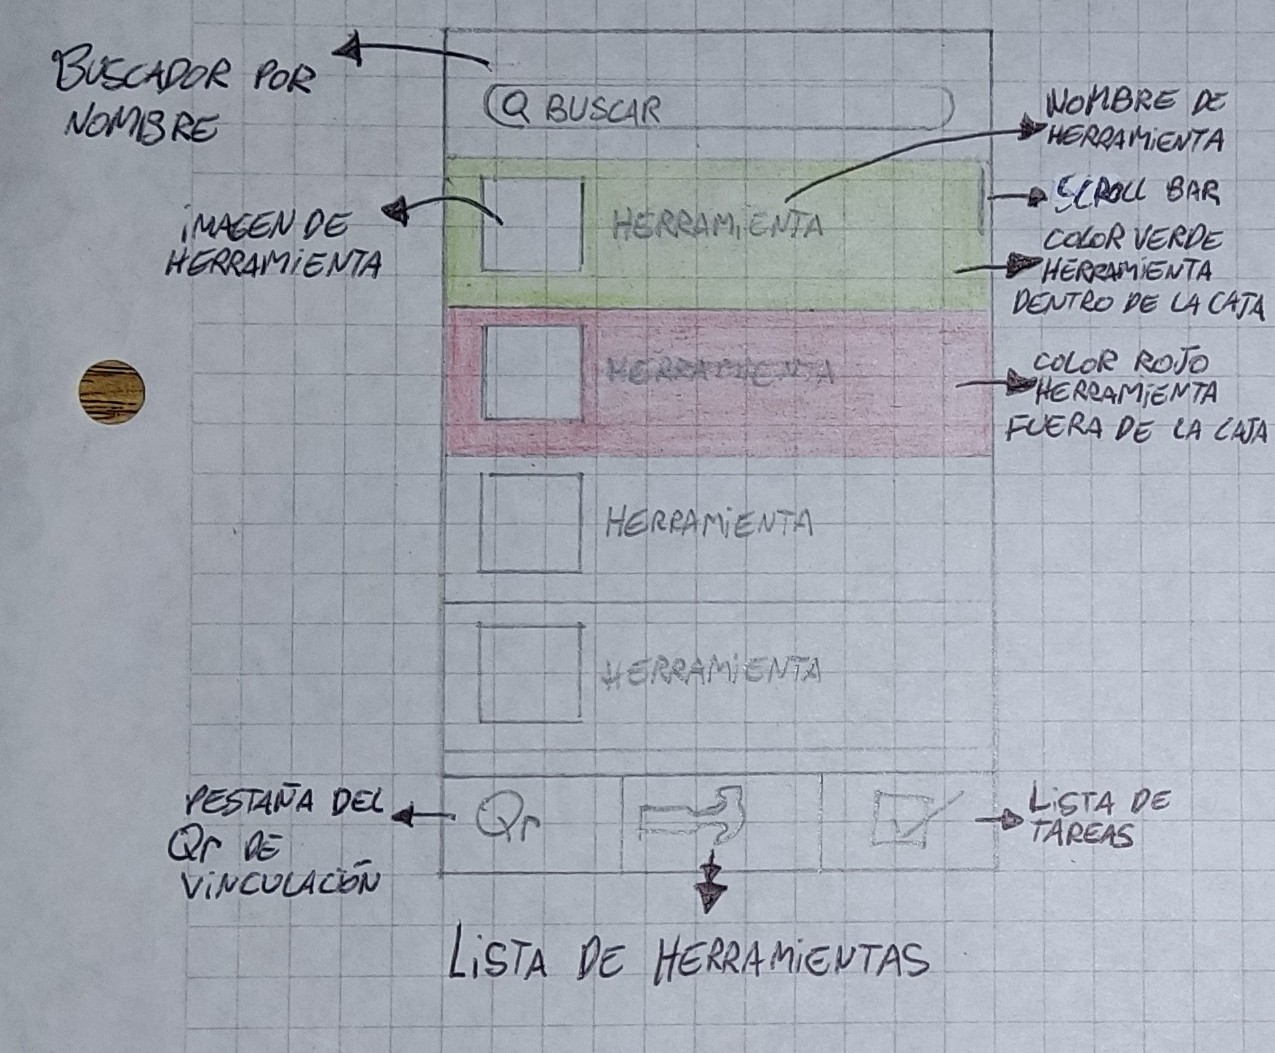 BUSCADOR POR
NOMBRE
BUSCAR
NOMBRE DE
HERRAMIENTA
IMAGEN DE
HERRAMIENTA
HERRAMIENTA
SCROLL BAR
COLOR VERDE
HERRAMIENTA
DENTRO DE LA CAJA
HERRAMIENTA
COLOR ROJO
HERRAMIENTA
FUERA DE LA CAJA
HERRAMIENTA
HERRAMIENTA
PESTAÑA DEL
Qr DE
VINCULACIÓN
Qr
LISTA DE
TAREAS
LISTA DE HERRAMIENTAS